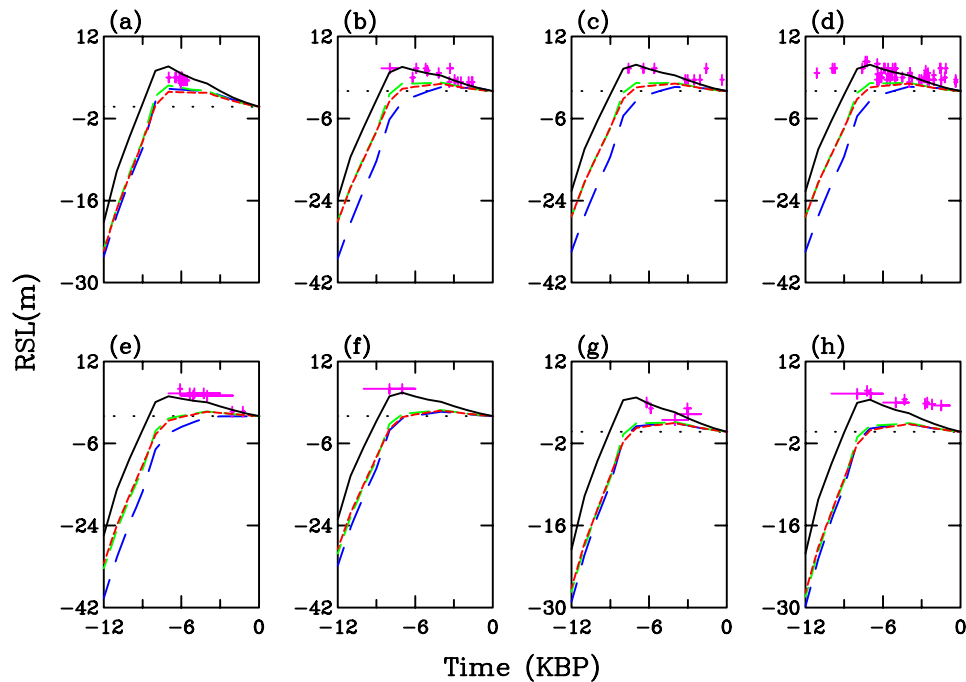 (a) (b) (c) (d)
12 12 12 12
-2 -6 -6 -6
-16 -24 -24 -24
-30 -42 -42 -42
RSL(m)
(e) (f) (g) (h)
12 12 12 12
-6 -6 -2 -2
-24 -24 -16 -16
-42 -42 -30 -30
-12 -6 0 -12 -6 0 -12 -6 0 -12 -6 0
Time (KBP)